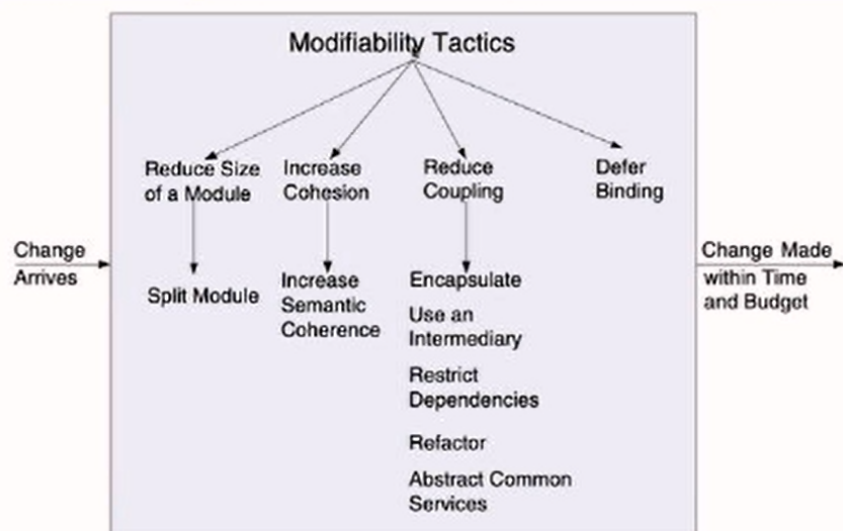 Modifiability Tactics
Reduce Size
of a Module
Increase
Cohesion
Reduce
Coupling
Defer
Binding
Change
Arrives
Split Module
Increase
Semantic
Coherence
Encapsulate
Use an
Intermediary
Restrict
Dependencies
Refactor
Abstract Common
Services
Change Made
within Time
and Budget